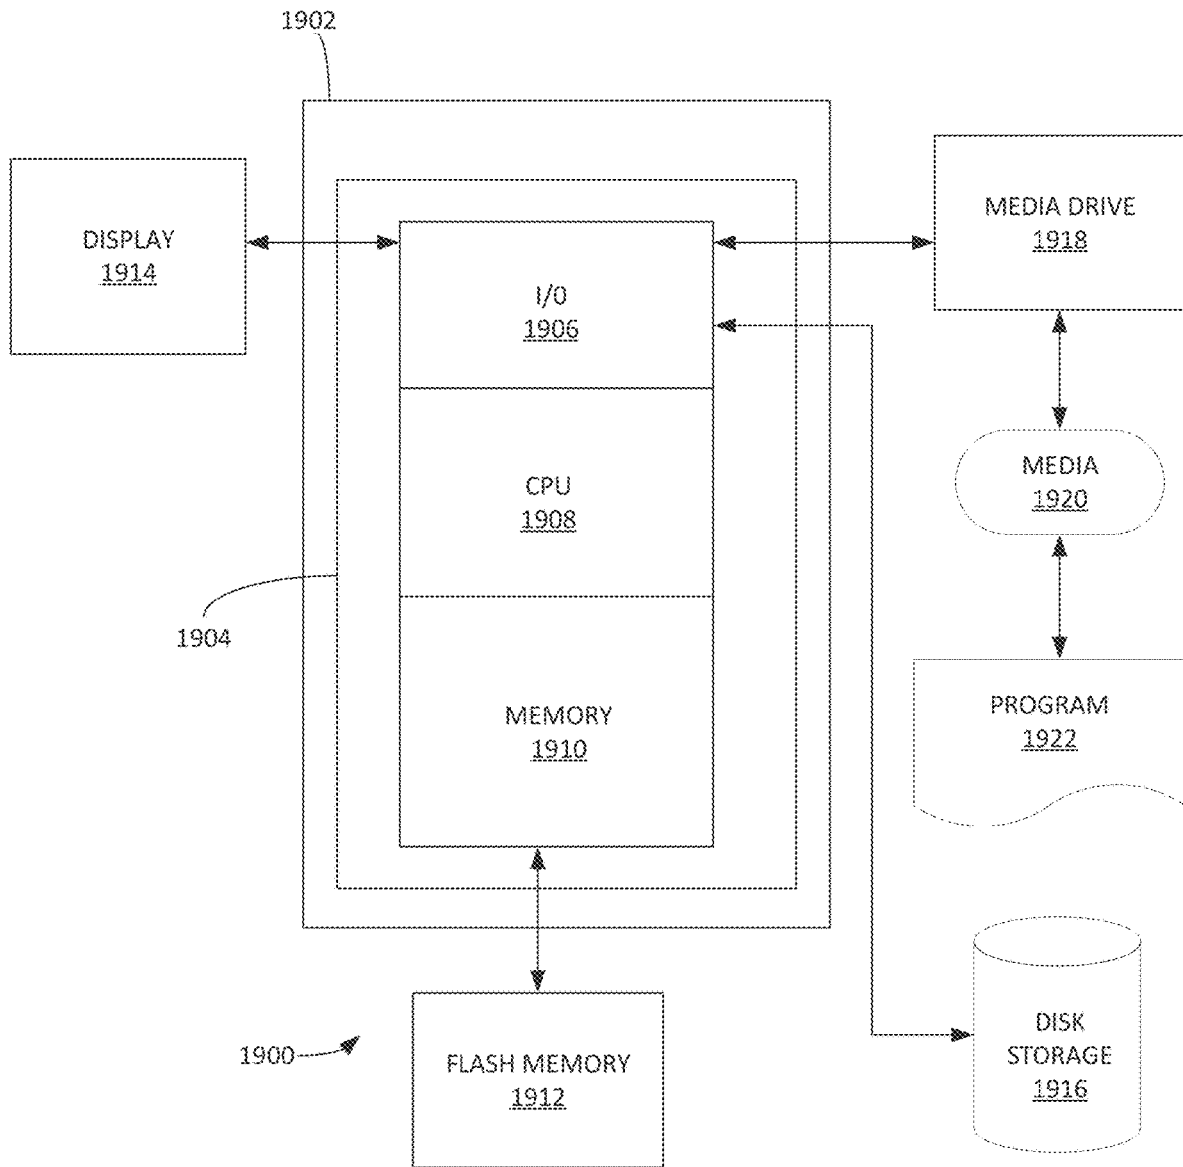 1902
DISPLAY
1914
I/0
1906
MEDIA DRIVE
1918
CPU
1908
MEDIA
1920
1904
MEMORY
1910
PROGRAM
1922
1900
FLASH MEMORY
1912
DISK
STORAGE
1916